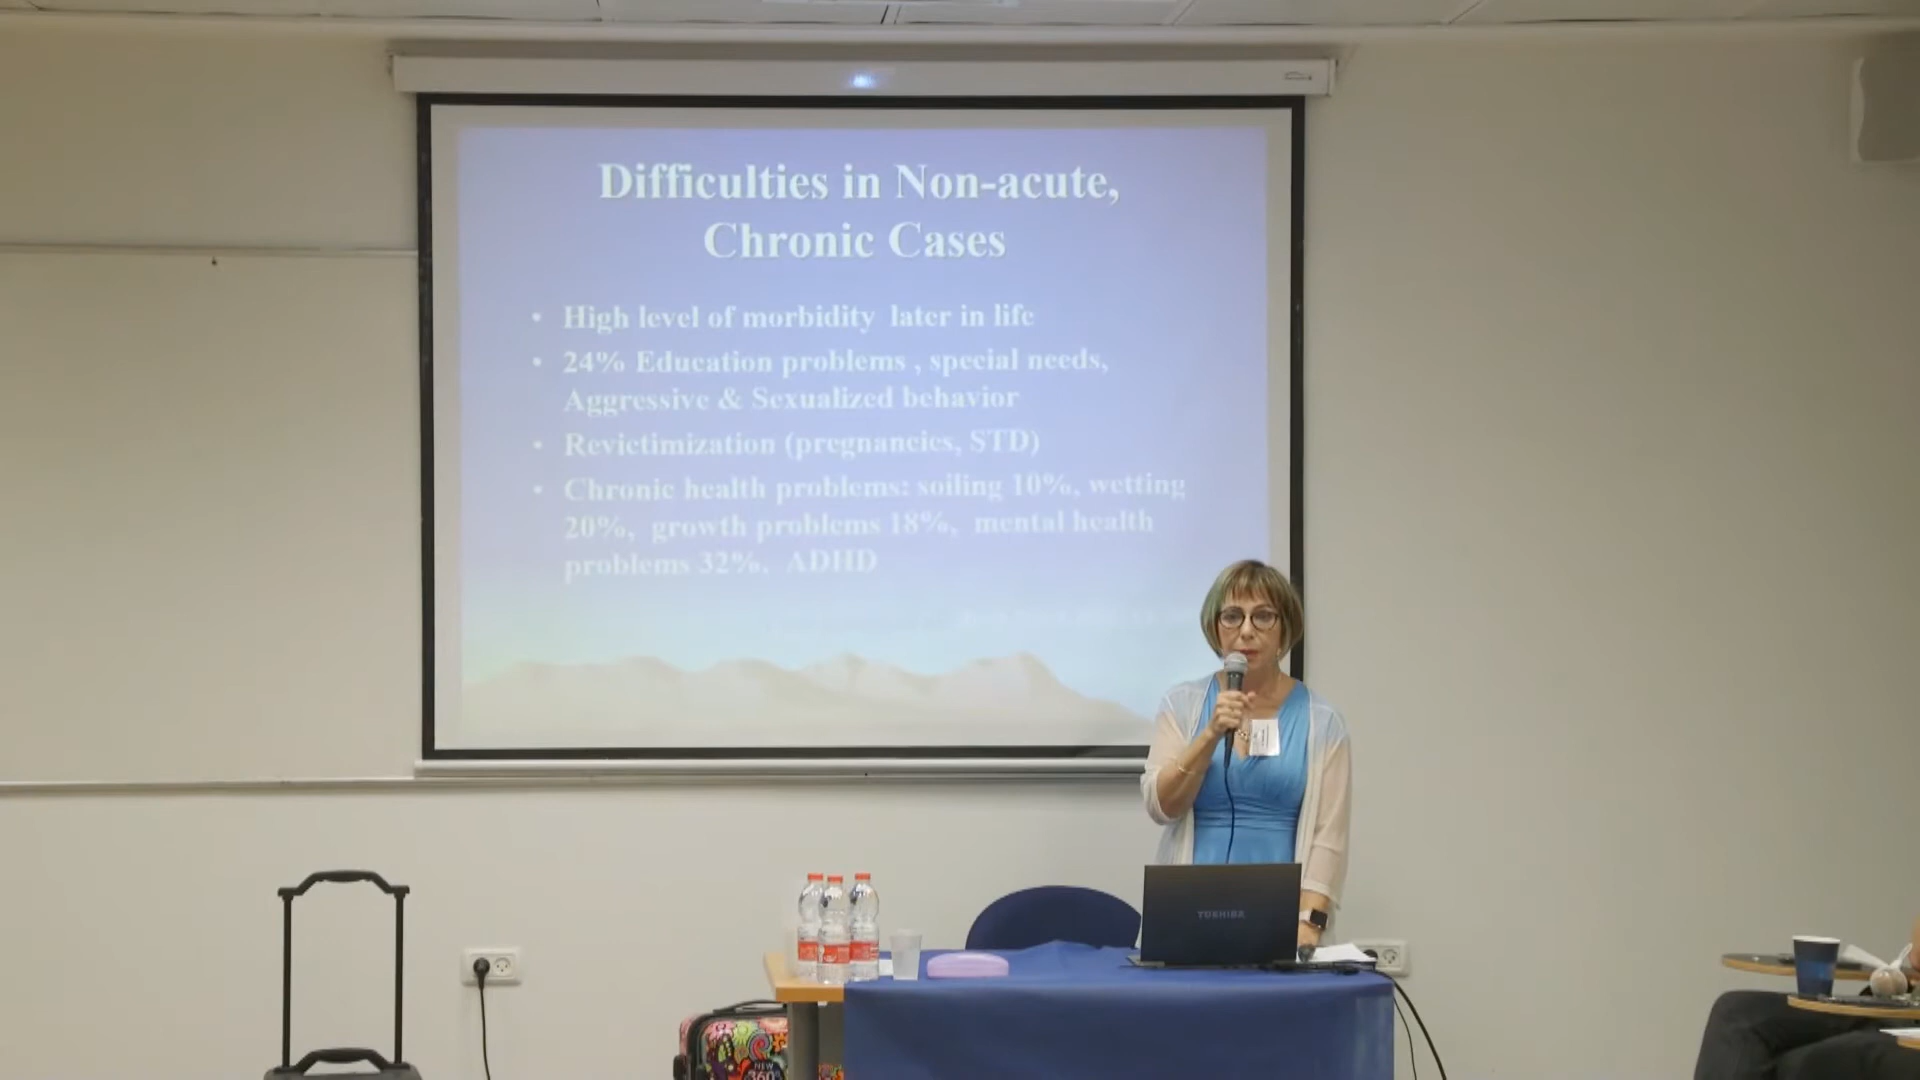 Difficulties in Non-acute,
Chronic Cases
• High level of morbidity later in life
• 24% Education problems , special needs,
Aggressive & Sexualized behavior
• Revictimization (pregnancies, STD)
• Chronic health problems: soiling 10%, wetting
20%, growth problems 18%, mental health
problems 32%, ADHD
TOSHIBA
NEW
360°